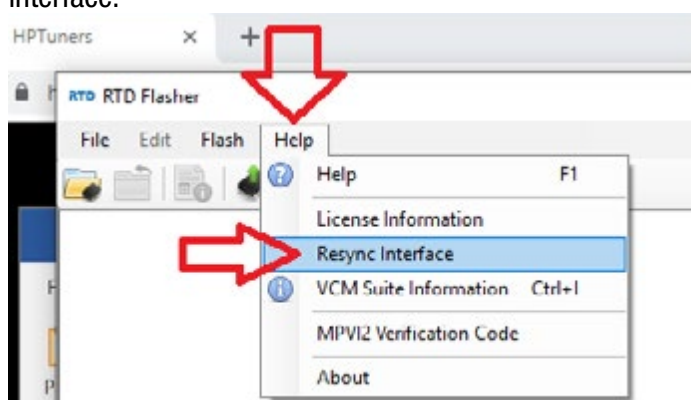 interface.
HPTuners × +
RTD RTD Flasher
File Edit Flash Help
Help F1
License Information
Resync Interface
VCM Suite Information Ctrl+I
MPVI2 Verification Code
About